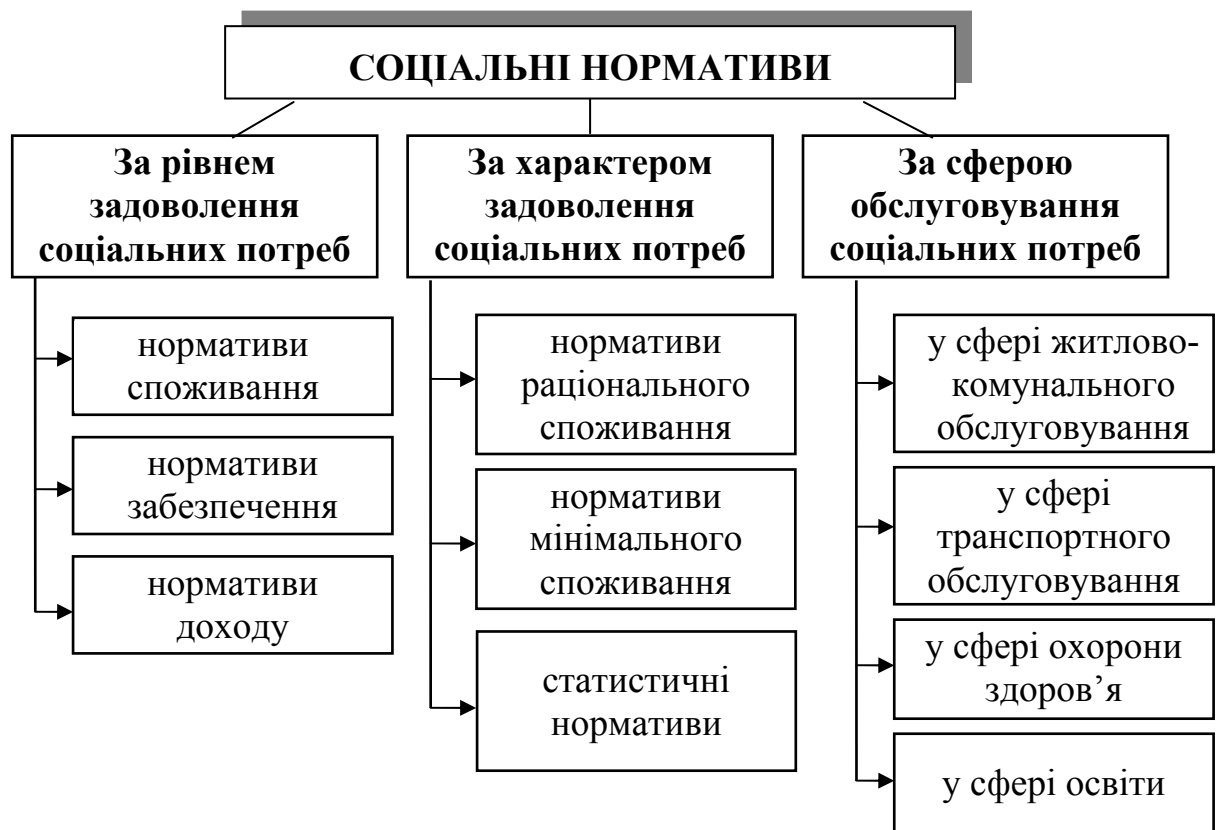 СОЦІАЛЬНІ НОРМАТИВИ
За рівнем
задоволення
соціальних потреб
нормативи
споживання
нормативи
забезпечення
нормативи
доходу
За характером
задоволення
соціальних потреб
нормативи
раціонального
споживання
нормативи
мінімального
споживання
статистичні
нормативи
За сферою
обслуговування
соціальних потреб
у сфері житлово-
комунального
обслуговування
у сфері
транспортного
обслуговування
у сфері охорони
здоров’я
у сфері освіти